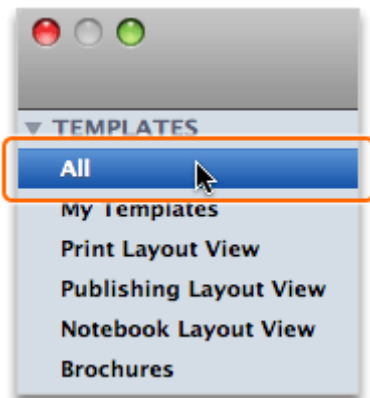 TEMPLATES
All
My Templates
Print Layout View
Publishing Layout View
Notebook Layout View
Brochures